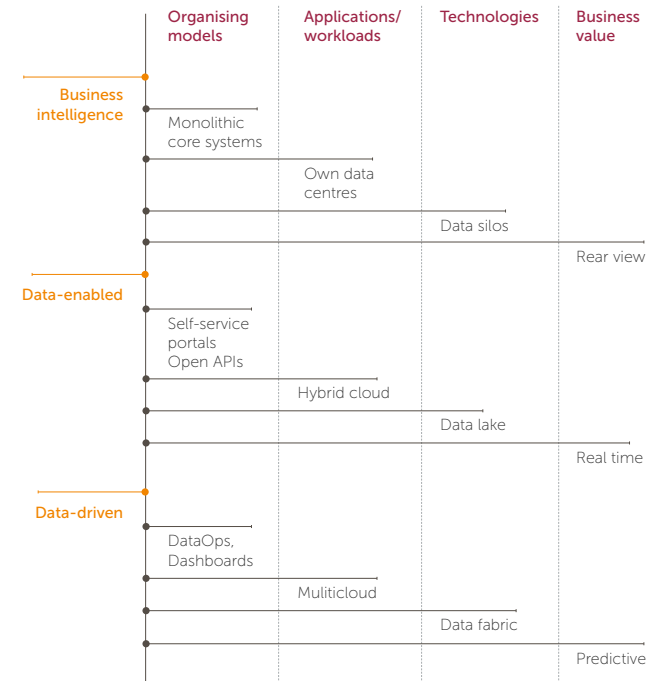 Organising
models
Applications/
workloads
Technologies
Business
value
Business
intelligence
Monolithic
core systems
Own data
centres
Data silos
Rear view
Data-enabled
Self-service
portals
Open APIs
Hybrid cloud
Data lake
Real time
Data-driven
DataOps,
Dashboards
Muliticloud
Data fabric
Predictive